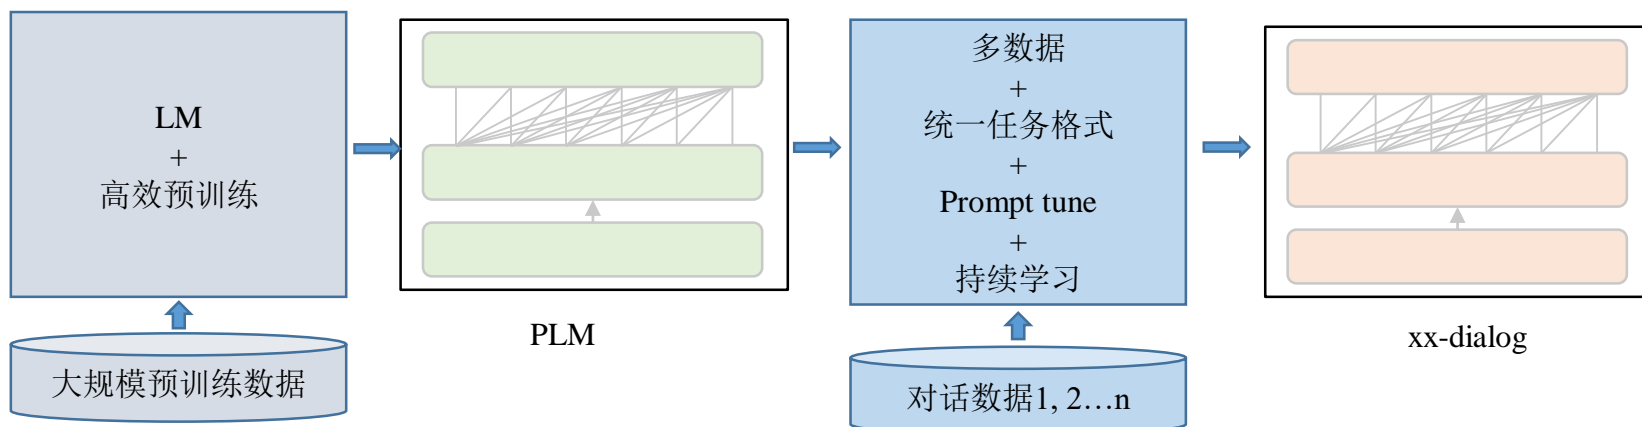 LM
+
高效预训练
大规模预训练数据
PLM
多数据
+
统一任务格式
+
Prompt tune
+
持续学习
对话数据1, 2…n
xx-dialog